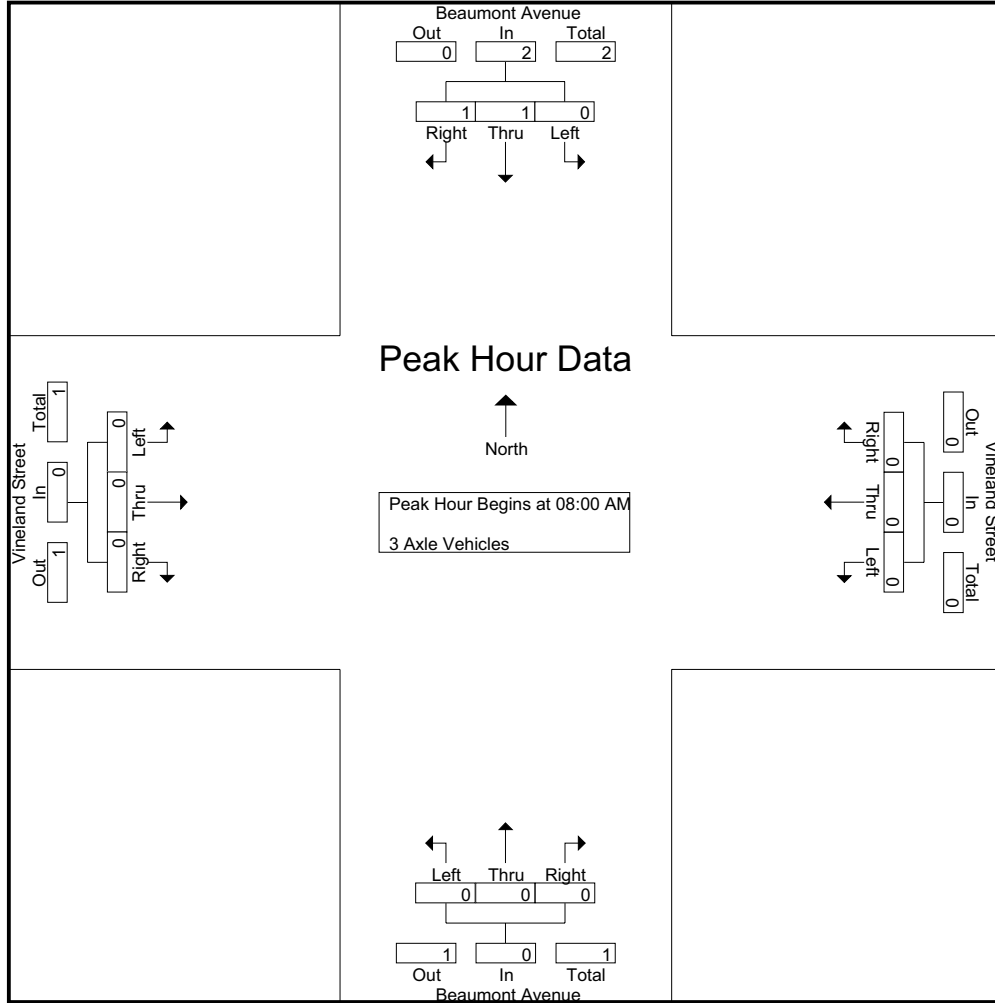 Beaumont Avenue
Out In Total
0 2 2
1 1 0
Right Thru Left
Peak Hour Data
North
Peak Hour Begins at 08:00 AM
3 Axle Vehicles
Vineland Street
Total In Out
1 0 1
0 0 0
Left Thru Right
Vineland Street
Out In Total
0 0 0
0 0 0
Right Thru Left
Left Thru Right
0 0 0
1 0 1
Out In Total
Beaumont Avenue